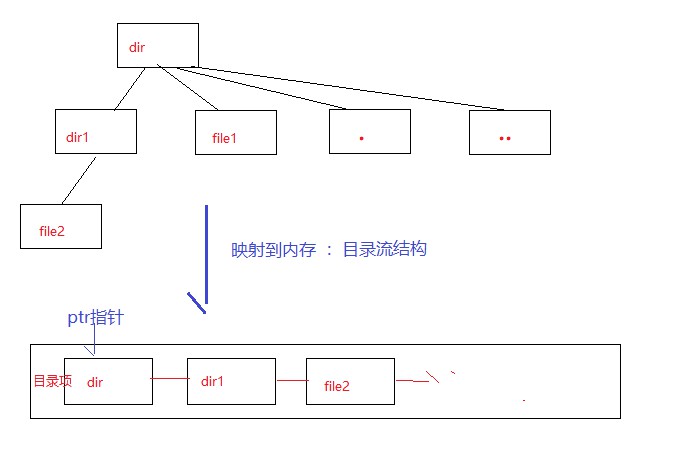 dir
dir1
file1
.
..
file2
映射到内存 ： 目录流结构
ptr指针
目录项
dir
dir1
file2